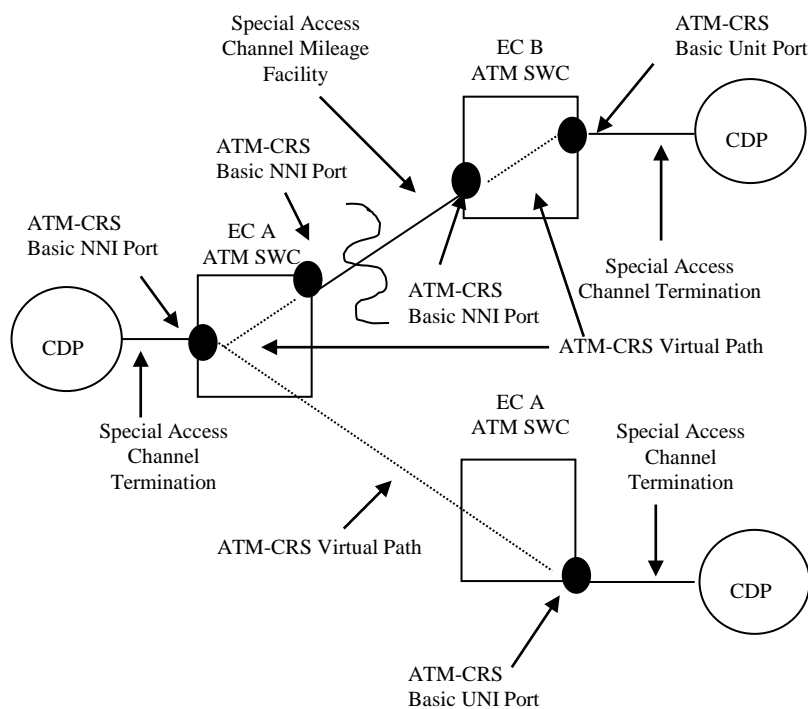 Special Access
Channel Mileage
Facility
EC B
ATM SWC
ATM-CRS
Basic Unit Port
CDP
ATM-CRS
Basic NNI Port
ATM-CRS
Basic NNI Port
EC A
ATM SWC
ATM-CRS
Basic NNI Port
Special Access
Channel Termination
CDP
ATM-CRS Virtual Path
Special Access
Channel
Termination
EC A
ATM SWC
Special Access
Channel
Termination
ATM-CRS Virtual Path
CDP
ATM-CRS
Basic UNI Port